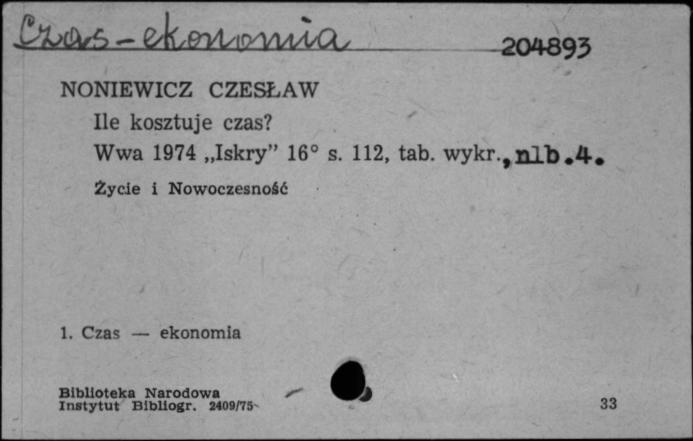 Czas - ekonomia
204893
NONIEWICZ CZESŁAW
Ile kosztuje czas?
Wwa 1974 „Iskry” 16° s. 112, tab. wykr., nlb.4.
Życie i Nowoczesność
1. Czas — ekonomia
Biblioteka Narodowa
Instytut Bibliogr. 2409/75
33